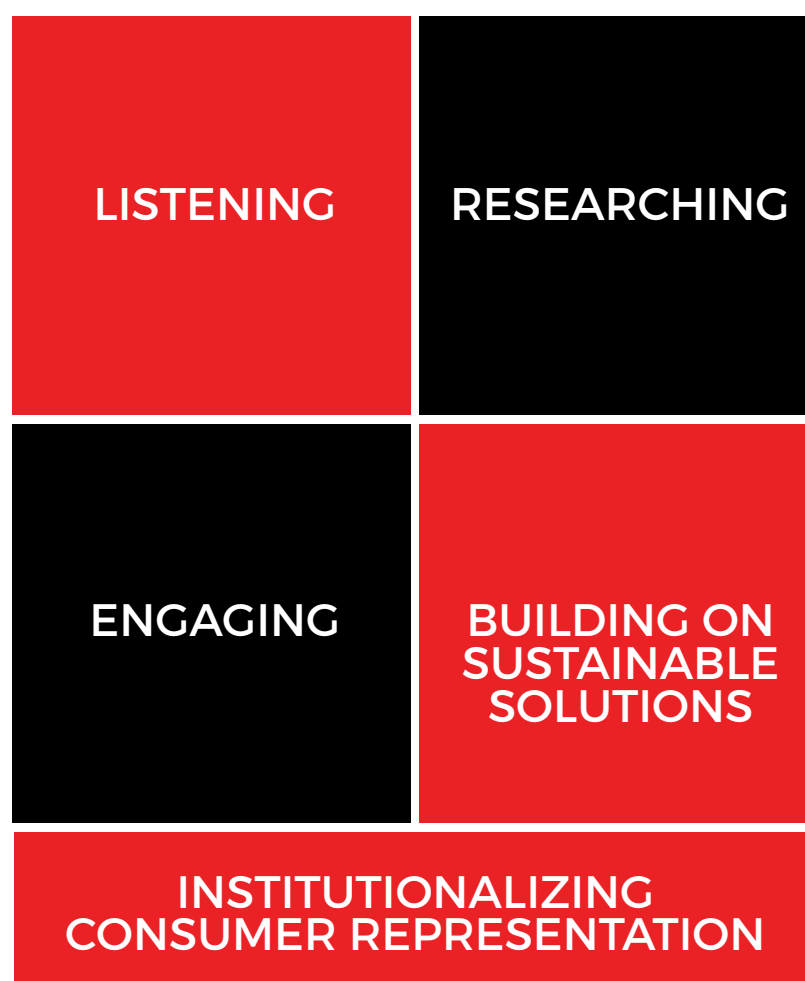 LISTENING
RESEARCHING
ENGAGING
BUILDING ON
SUSTAINABLE
SOLUTIONS
INSTITUTIONALIZING
CONSUMER REPRESENTATION